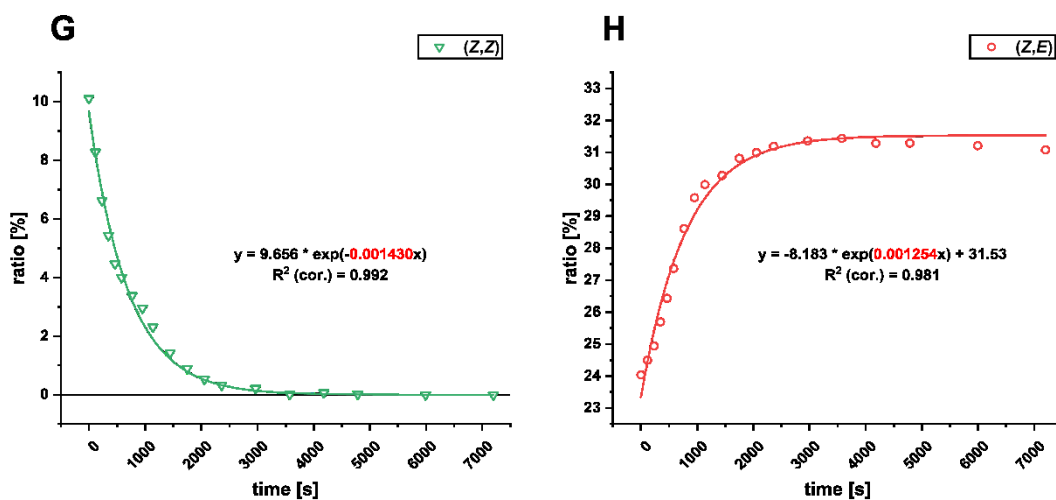 G
(Z,Z)
10
8
6
4
2
0
ratio [%]
y = 9.656 * exp(-0.001430x)
R² (cor.) = 0.992
0
1000
2000
3000
4000
5000
6000
7000
time [s]
H
(Z,E)
33
32
31
30
29
28
27
26
25
24
23
ratio [%]
y = -8.183 * exp(0.001254x) + 31.53
R² (cor.) = 0.981
0
1000
2000
3000
4000
5000
6000
7000
time [s]